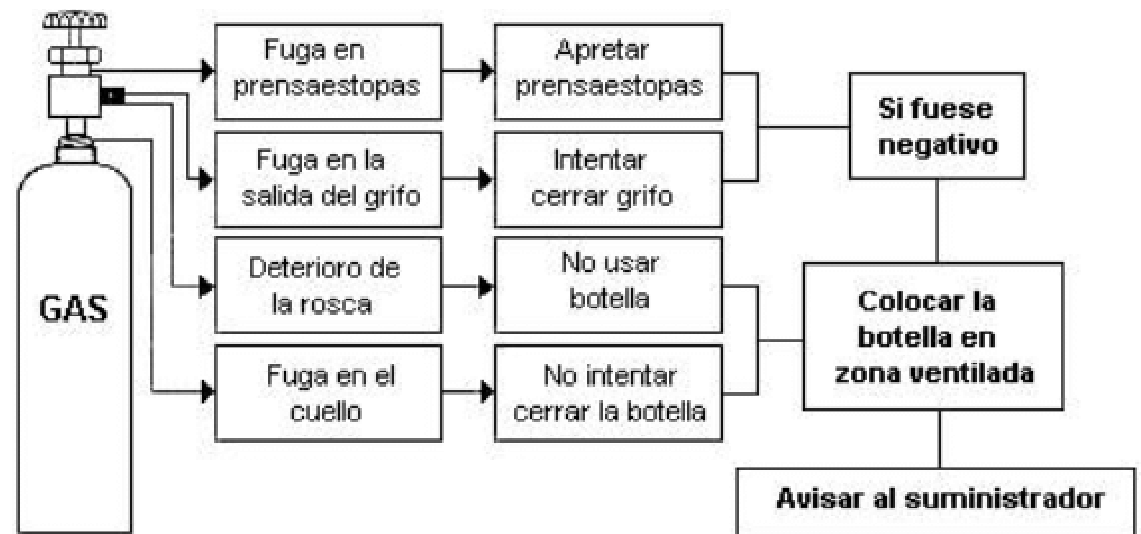 GAS
Fuga en
prensaestopas
Apretar
prensaestopas
Fuga en la
salida del grifo
Intentar
cerrar grifo
Deterioro de
la rosca
No usar
botella
Fuga en el
cuello
No intentar
cerrar la botella
Si fuese
negativo
Colocar la
botella en
zona ventilada
Avisar al suministrador